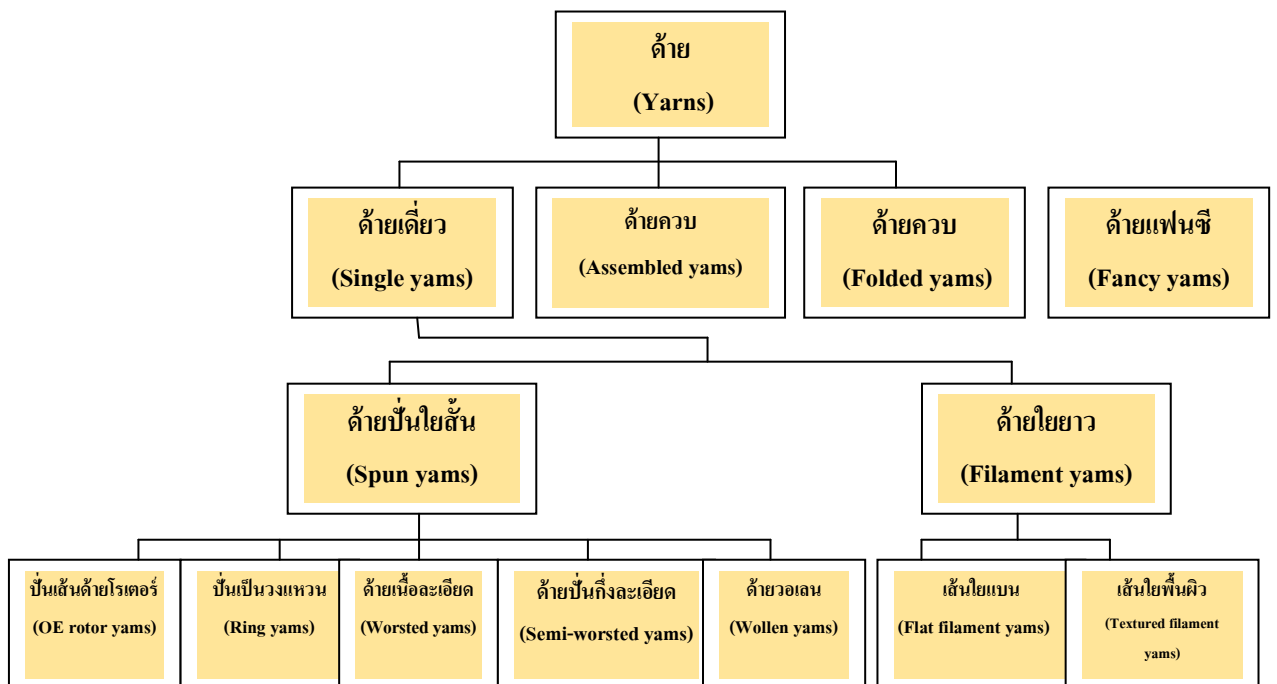 ด้าย
(Yarns)
ด้ายเดี่ยว
(Single yams)
ด้ายควบ
(Assembled yams)
ด้ายควบ
(Folded yams)
ด้ายแฟนซี
(Fancy yams)
ด้ายปั่นใยสั้น
(Spun yams)
ด้ายใยยาว
(Filament yams)
ปั่นเส้นด้ายโรเตอร์
(OE rotor yams)
ปั่นเป็นวงแหวน
(Ring yams)
ด้ายเนื้อละเอียด
(Worsted yams)
ด้ายปั่นกึ่งละเอียด
(Semi-worsted yams)
ด้ายวอเลน
(Wollen yams)
เส้นใยแบน
(Flat filament yams)
เส้นใยพื้นผิว
(Textured filament
yams)